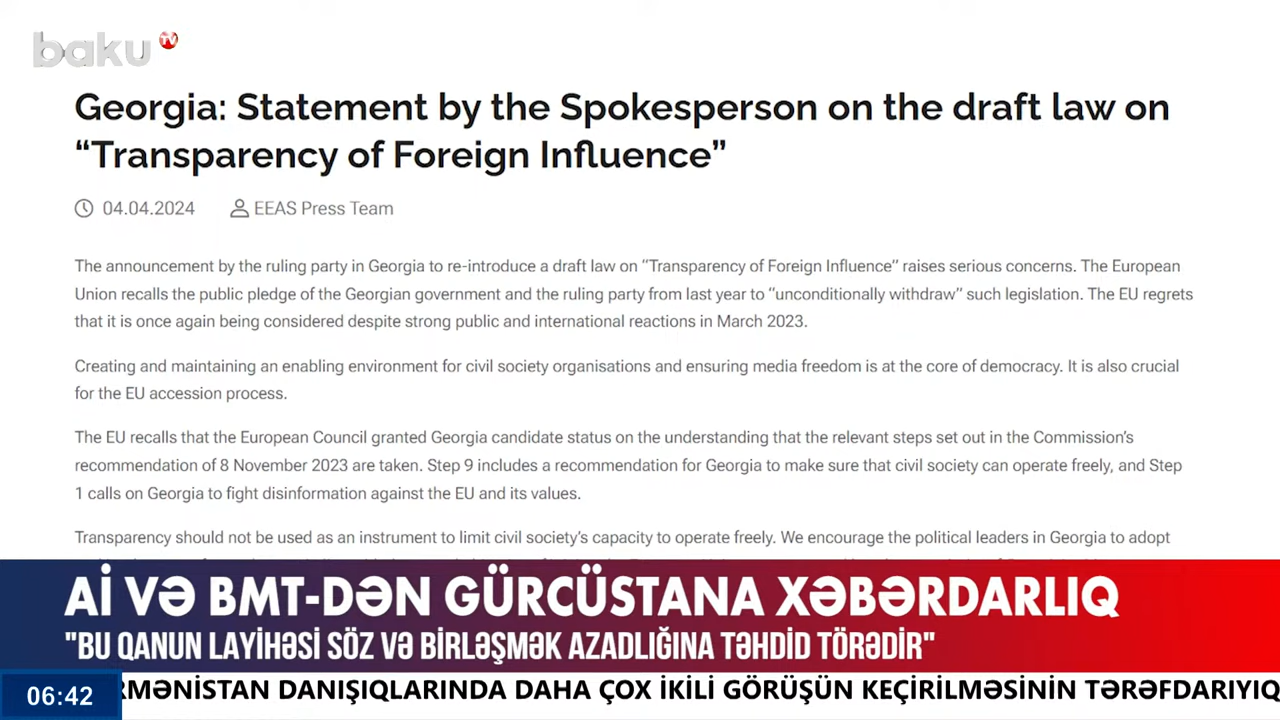 baku TV
Georgia: Statement by the Spokesperson on the draft law on
“Transparency of Foreign Influence”
04.04.2024 EEAS Press Team
The announcement by the ruling party in Georgia to re-introduce a draft law on “Transparency of Foreign Influence” raises serious concerns. The European
Union recalls the public pledge of the Georgian government and the ruling party from last year to “unconditionally withdraw” such legislation. The EU regrets
that it is once again being considered despite strong public and international reactions in March 2023.
Creating and maintaining an enabling environment for civil society organisations and ensuring media freedom is at the core of democracy. It is also crucial
for the EU accession process.
The EU recalls that the European Council granted Georgia candidate status on the understanding that the relevant steps set out in the Commission’s
recommendation of 8 November 2023 are taken. Step 9 includes a recommendation for Georgia to make sure that civil society can operate freely, and Step
1 calls on Georgia to fight disinformation against the EU and its values.
Transparency should not be used as an instrument to limit civil society’s capacity to operate freely. We encourage the political leaders in Georgia to adopt
Aİ VƏ BMT-DƏN GÜRCÜSTANA XƏBƏRDARLIQ
"BU QANUN LAYİHƏSİ SÖZ VƏ BİRLƏŞMƏK AZADLIĞINA TƏHDİD TÖRƏDİR"
06:42 RMƏNİSTAN DANIŞIQLARINDA DAHA ÇOX İKİLİ GÖRÜŞÜN KEÇİRİLMƏSİNİN TƏRƏFDARIYIQ